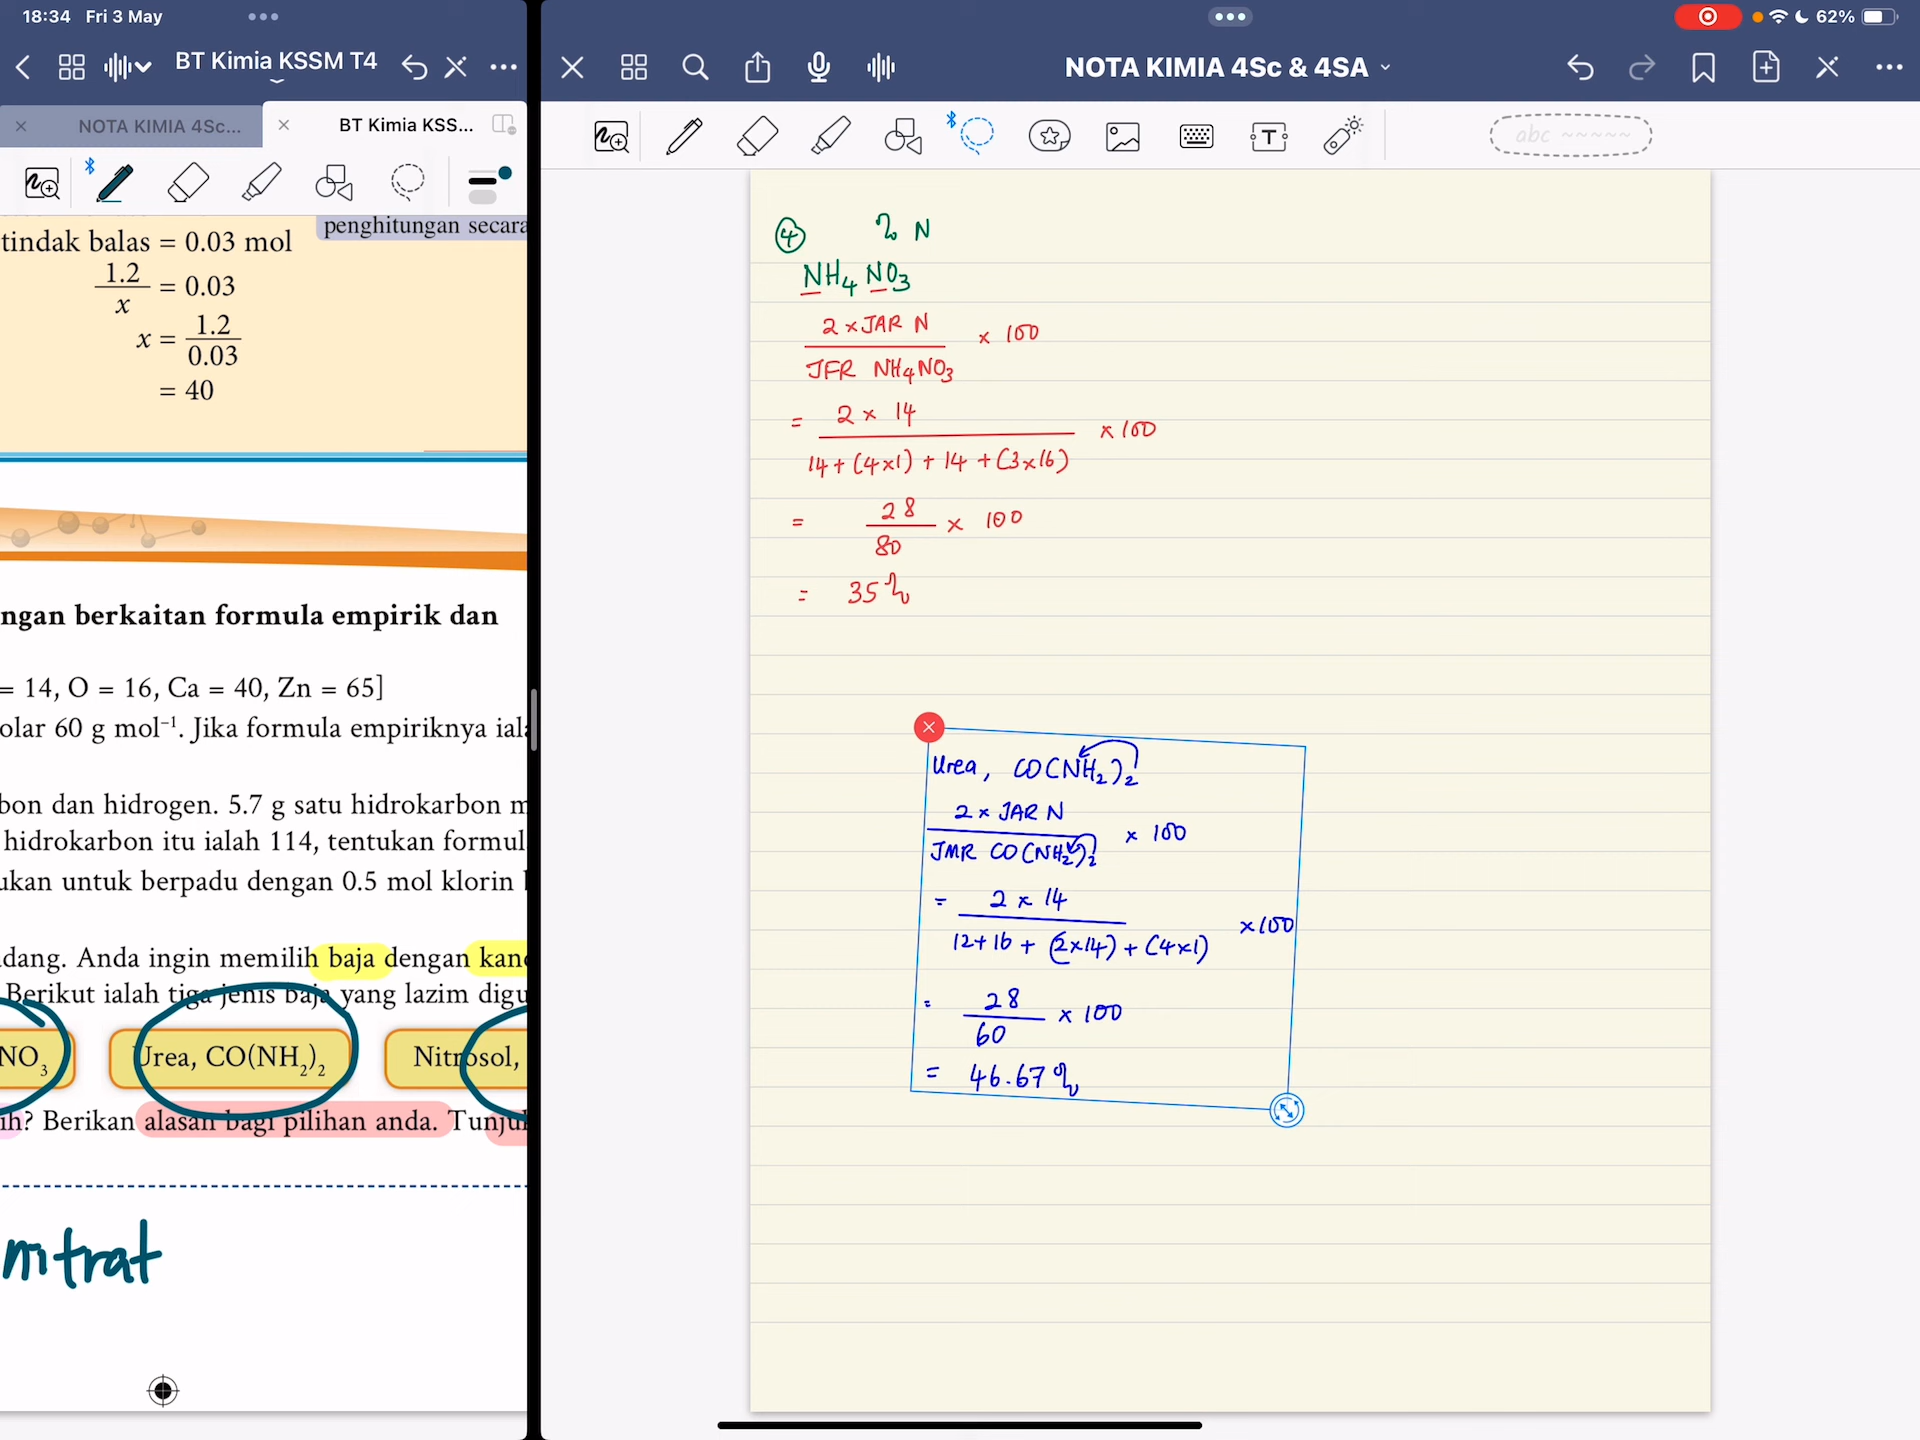 18:34 Fri 3 May
62%
BT Kimia KSSM T4
NOTA KIMIA 4Sc...
BT Kimia KSS...
tindak balas = 0.03 mol
penghitungan secara
1.2
x
= 0.03
x = 1.2
0.03
= 40
ngan berkaitan formula empirik dan
= 14, O = 16, Ca = 40, Zn = 65]
olar 60 g mol⁻¹. Jika formula empiriknya iala
bon dan hidrogen. 5.7 g satu hidrokarbon m
hidrokarbon itu ialah 114, tentukan formul
ukan untuk berpadu dengan 0.5 mol klorin
dang. Anda ingin memilih baja dengan kand
Berikut ialah tiga jenis baja yang lazim digu
NO₃
Urea, CO(NH₂)₂
Nitrosol,
ih? Berikan alasan bagi pilihan anda. Tunjuk
nitrat
NOTA KIMIA 4Sc & 4SA
abc
④ % N
NH₄NO₃
2 × JAR N
JFR NH₄NO₃
× 100
= 2 × 14
14 + (4×1) + 14 + (3×16)
× 100
= 28
80
× 100
= 35%
Urea, CO(NH₂)₂
2 × JAR N
JMR CO(NH₂)₂
× 100
= 2 × 14
12 + 16 + (2×14) + (4×1)
× 100
= 28
60
× 100
= 46.67%